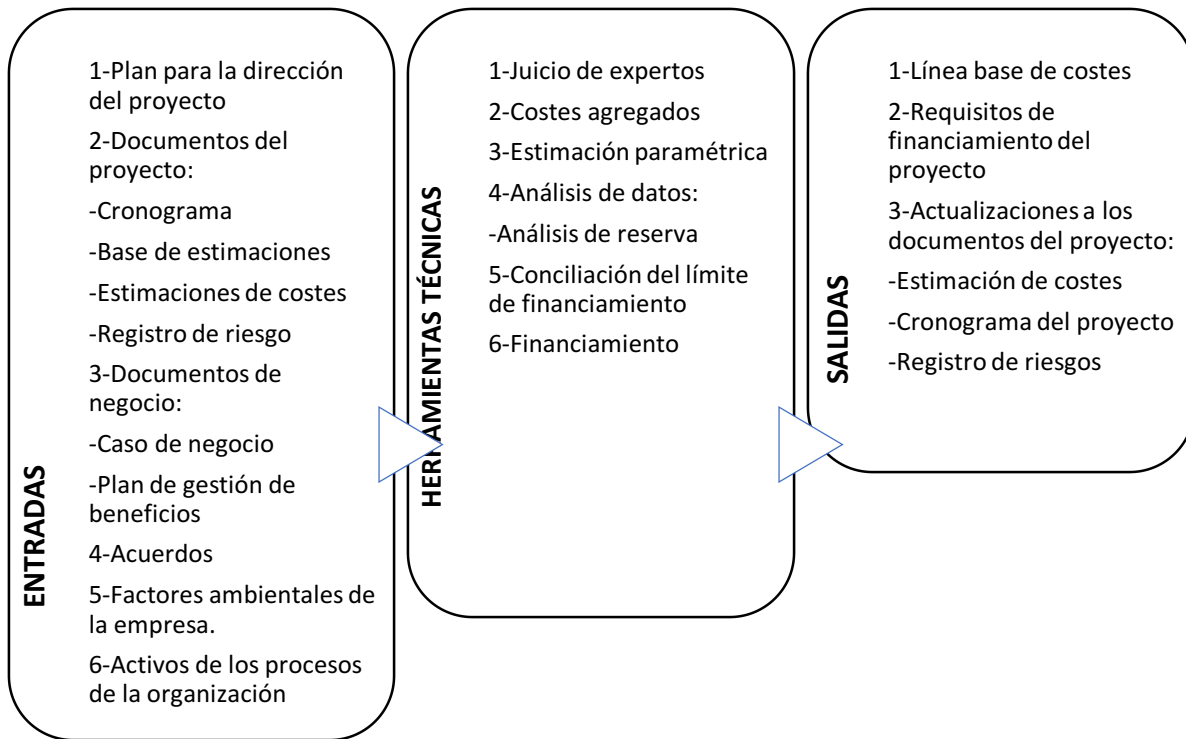 ENTRADAS
1-Plan para la dirección
del proyecto
2-Documentos del
proyecto:
-Cronograma
-Base de estimaciones
-Estimaciones de costes
-Registro de riesgo
3-Documentos de
negocio:
-Caso de negocio
-Plan de gestión de
beneficios
4-Acuerdos
5-Factores ambientales de
la empresa.
6-Activos de los procesos
de la organización
HERRAMIENTAS TÉCNICAS
1-Juicio de expertos
2-Costes agregados
3-Estimación paramétrica
4-Análisis de datos:
-Análisis de reserva
5-Conciliación del límite
de financiamiento
6-Financiamiento
SALIDAS
1-Línea base de costes
2-Requisitos de
financiamiento del
proyecto
3-Actualizaciones a los
documentos del proyecto:
-Estimación de costes
-Cronograma del proyecto
-Registro de riesgos